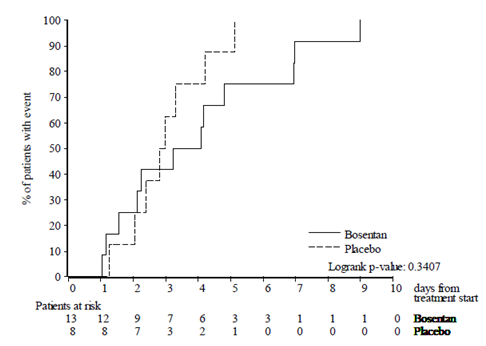 100
90
80
70
60
50
40
30
20
10
0
% of patients with event
Bosentan
Placebo
Logrank p-value: 0.3407
0 1 2 3 4 5 6 7 8 9 10 days from
treatment start
Patients at risk
13 12 9 7 6 3 3 1 1 1 0 Bosentan
8 8 7 3 2 1 0 0 0 0 0 Placebo